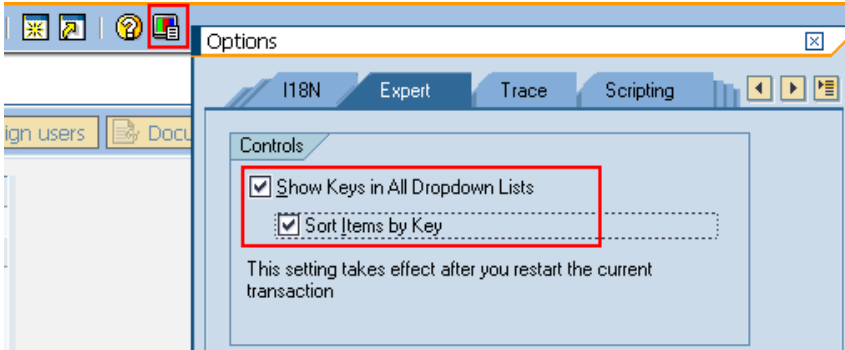 Options
I18N Expert Trace Scripting
ign users Docu
Controls
Show Keys in All Dropdown Lists
Sort Items by Key
This setting takes effect after you restart the current
transaction